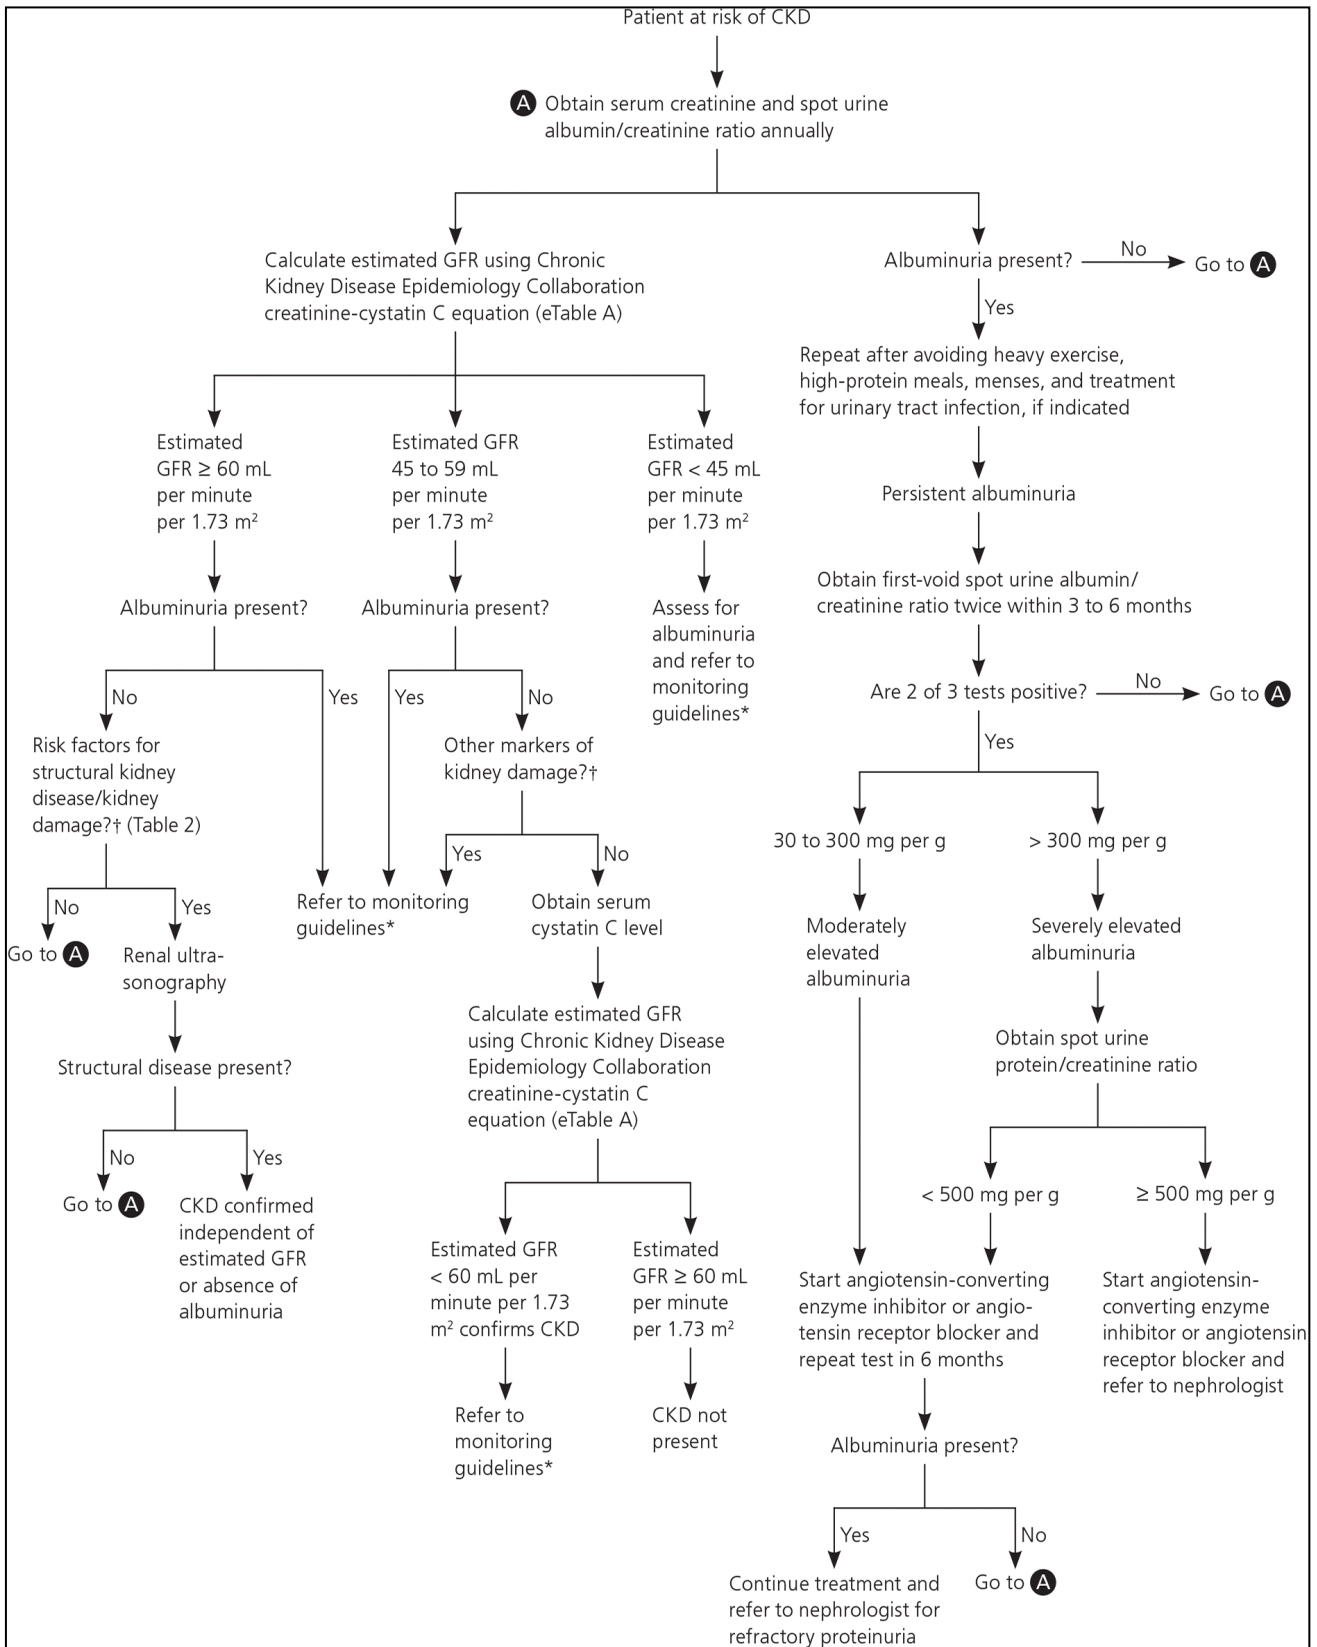 Patient at risk of CKD
A Obtain serum creatinine and spot urine
albumin/creatinine ratio annually
Calculate estimated GFR using Chronic
Kidney Disease Epidemiology Collaboration
creatinine-cystatin C equation (eTable A)
Albuminuria present?
No
Go to A
Yes
Repeat after avoiding heavy exercise,
high-protein meals, menses, and treatment
for urinary tract infection, if indicated
Estimated
GFR ≥ 60 mL
per minute
per 1.73 m²
Estimated GFR
45 to 59 mL
per minute
per 1.73 m²
Estimated
GFR < 45 mL
per minute
per 1.73 m²
Persistent albuminuria
Obtain first-void spot urine albumin/
creatinine ratio twice within 3 to 6 months
Albuminuria present?
Albuminuria present?
Assess for
albuminuria
and refer to
monitoring
guidelines*
Are 2 of 3 tests positive?
No
Go to A
Yes
No
Yes
Yes
No
Risk factors for
structural kidney
disease/kidney
damage?† (Table 2)
Other markers of
kidney damage?†
Yes
No
30 to 300 mg per g
> 300 mg per g
No
Yes
Refer to monitoring
guidelines*
Obtain serum
cystatin C level
Moderately
elevated
albuminuria
Severely elevated
albuminuria
Go to A
Renal ultra-
sonography
Calculate estimated GFR
using Chronic Kidney Disease
Epidemiology Collaboration
creatinine-cystatin C
equation (eTable A)
Obtain spot urine
protein/creatinine ratio
Structural disease present?
No
Yes
Go to A
CKD confirmed
independent of
estimated GFR
or absence of
albuminuria
< 500 mg per g
≥ 500 mg per g
Estimated GFR
< 60 mL per
minute per 1.73
m² confirms CKD
Estimated
GFR ≥ 60 mL
per minute
per 1.73 m²
Start angiotensin-converting
enzyme inhibitor or angio-
tensin receptor blocker and
repeat test in 6 months
Start angiotensin-
converting enzyme
inhibitor or angiotensin
receptor blocker and
refer to nephrologist
Refer to
monitoring
guidelines*
CKD not
present
Albuminuria present?
Yes
No
Continue treatment and
refer to nephrologist for
refractory proteinuria
Go to A